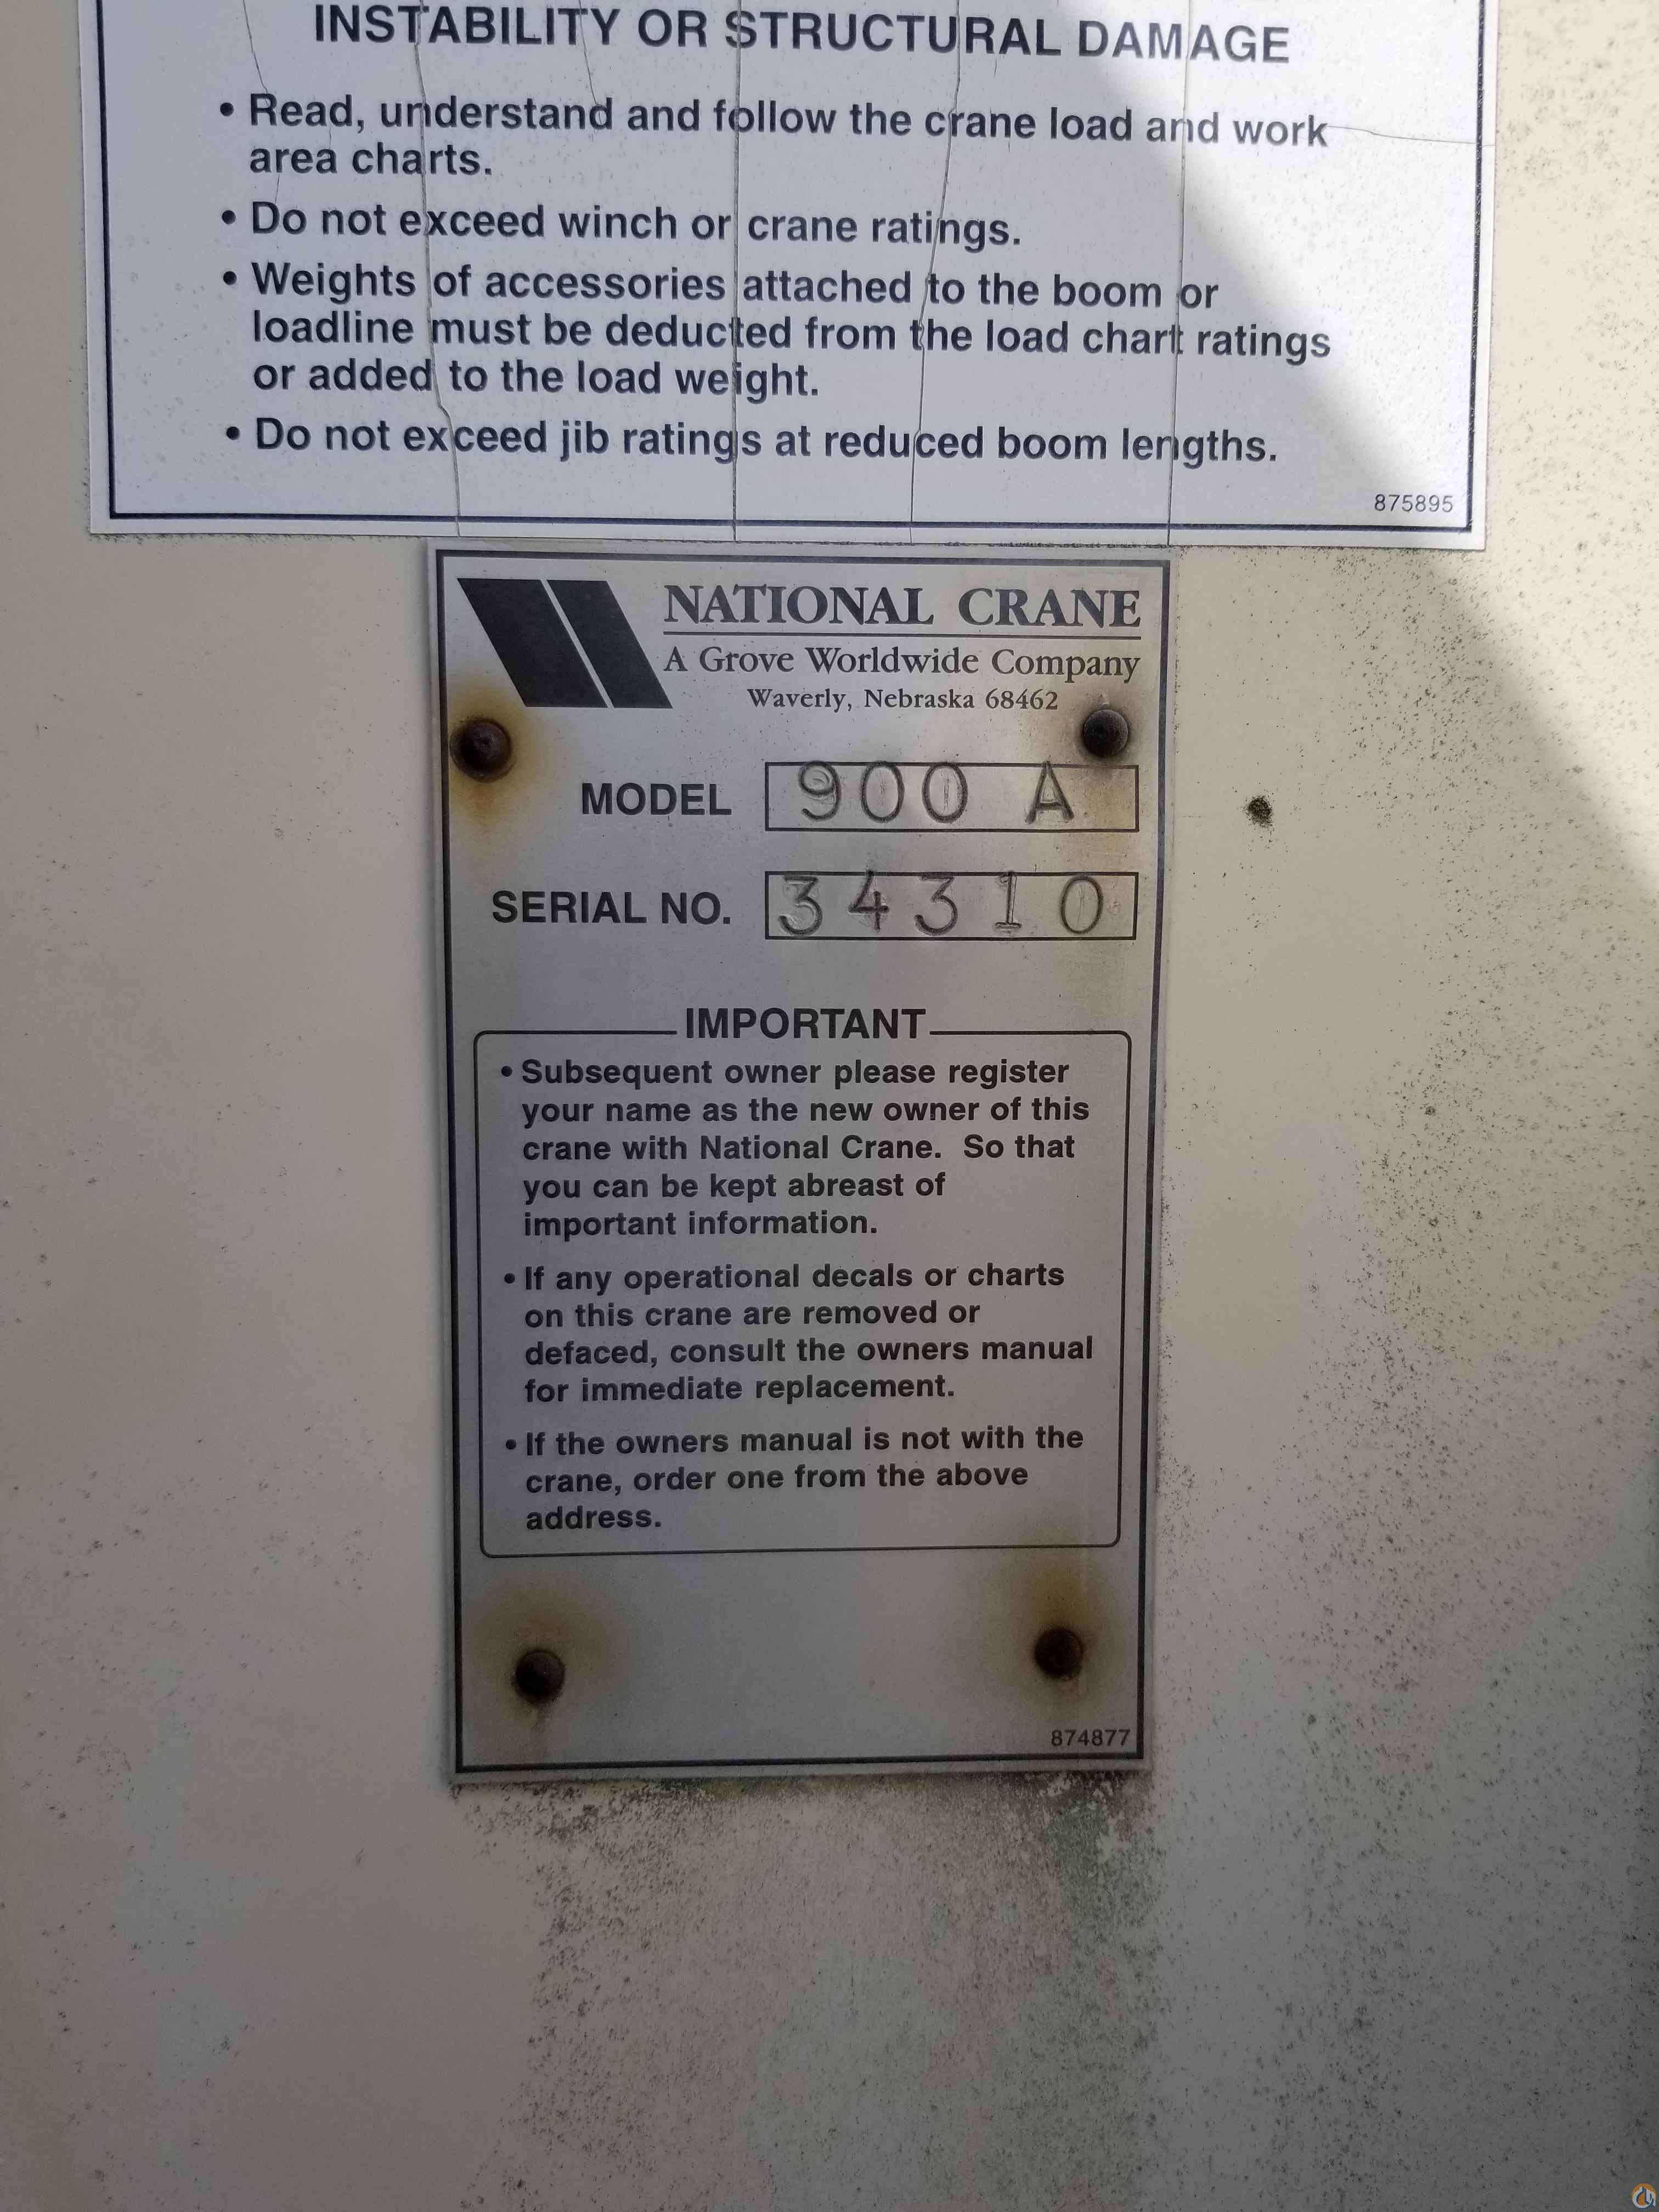 INSTABILITY OR STRUCTURAL DAMAGE
• Read, understand and follow the crane load and work
area charts.
• Do not exceed winch or crane ratings.
• Weights of accessories attached to the boom or
loadline must be deducted from the load chart ratings
or added to the load weight.
• Do not exceed jib ratings at reduced boom lengths.
875895
NATIONAL CRANE
A Grove Worldwide Company
Waverly, Nebraska 68462
MODEL 900 A
SERIAL NO. 34310
IMPORTANT
• Subsequent owner please register
your name as the new owner of this
crane with National Crane. So that
you can be kept abreast of
important information.
• If any operational decals or charts
on this crane are removed or
defaced, consult the owners manual
for immediate replacement.
• If the owners manual is not with the
crane, order one from the above
address.
874877